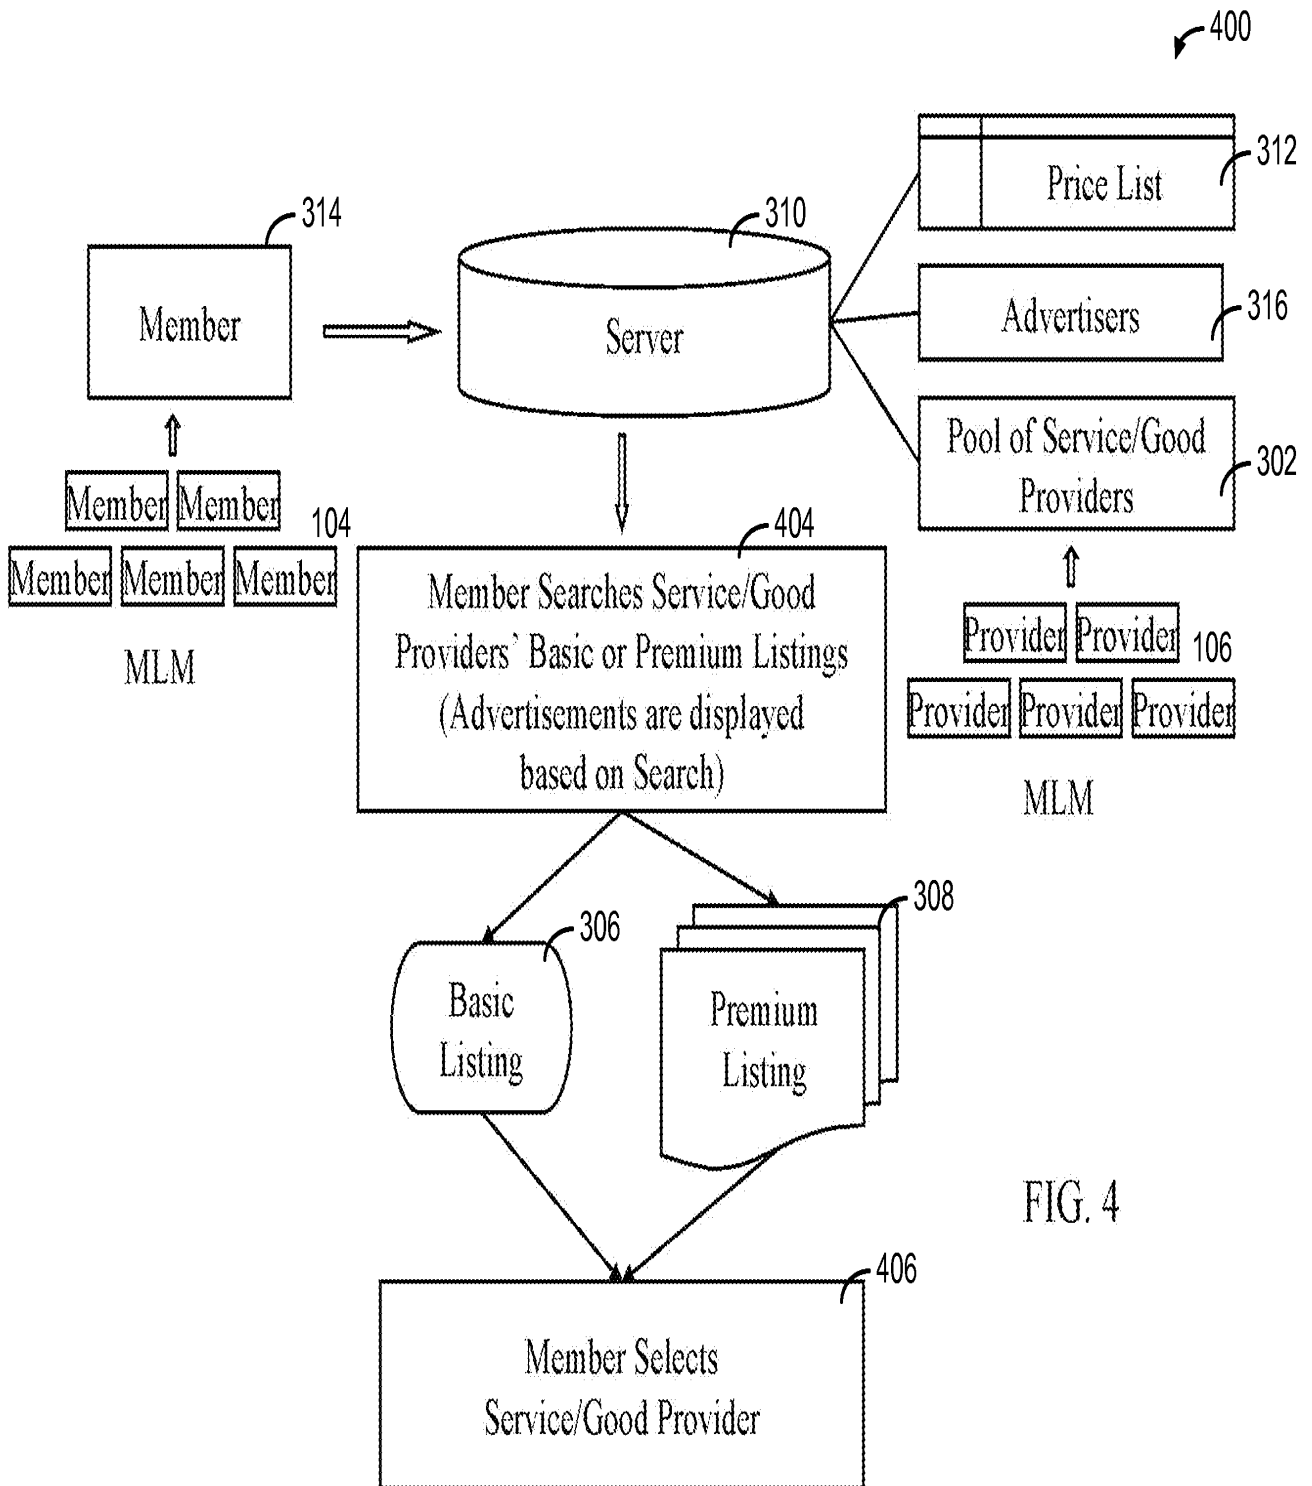 400
312
Price List
314
310
Member
Server
Advertisers
316
Pool of Service/Good
Providers
302
Member Member
104
Member Member Member
MLM
404
Member Searches Service/Good
Providers' Basic or Premium Listings
(Advertisements are displayed
based on Search)
Provider Provider
106
Provider Provider Provider
MLM
306
308
Basic
Listing
Premium
Listing
FIG. 4
406
Member Selects
Service/Good Provider